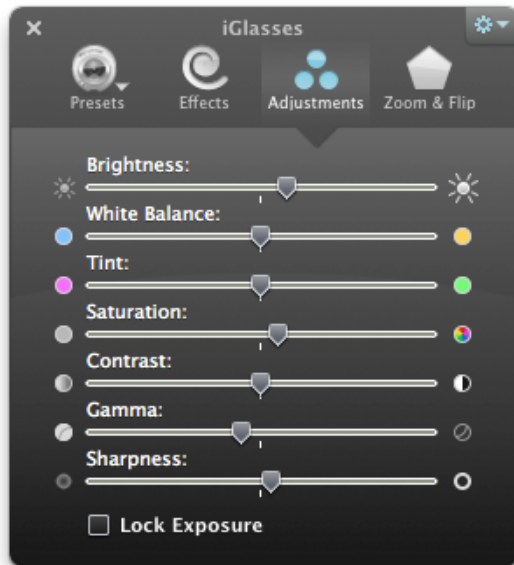 iGlasses
Presets Effects Adjustments Zoom & Flip
Brightness:
White Balance:
Tint:
Saturation:
Contrast:
Gamma:
Sharpness:
Lock Exposure